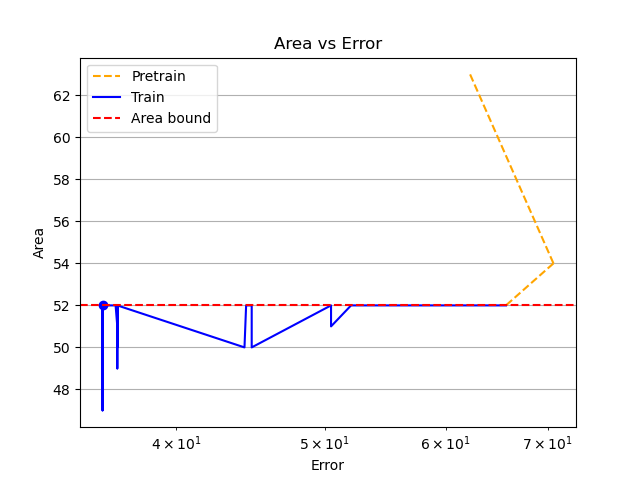 Area vs Error
Pretrain
Train
Area bound
Area
62
60
58
56
54
52
50
48
4 × 10¹
5 × 10¹
6 × 10¹
7 × 10¹
Error